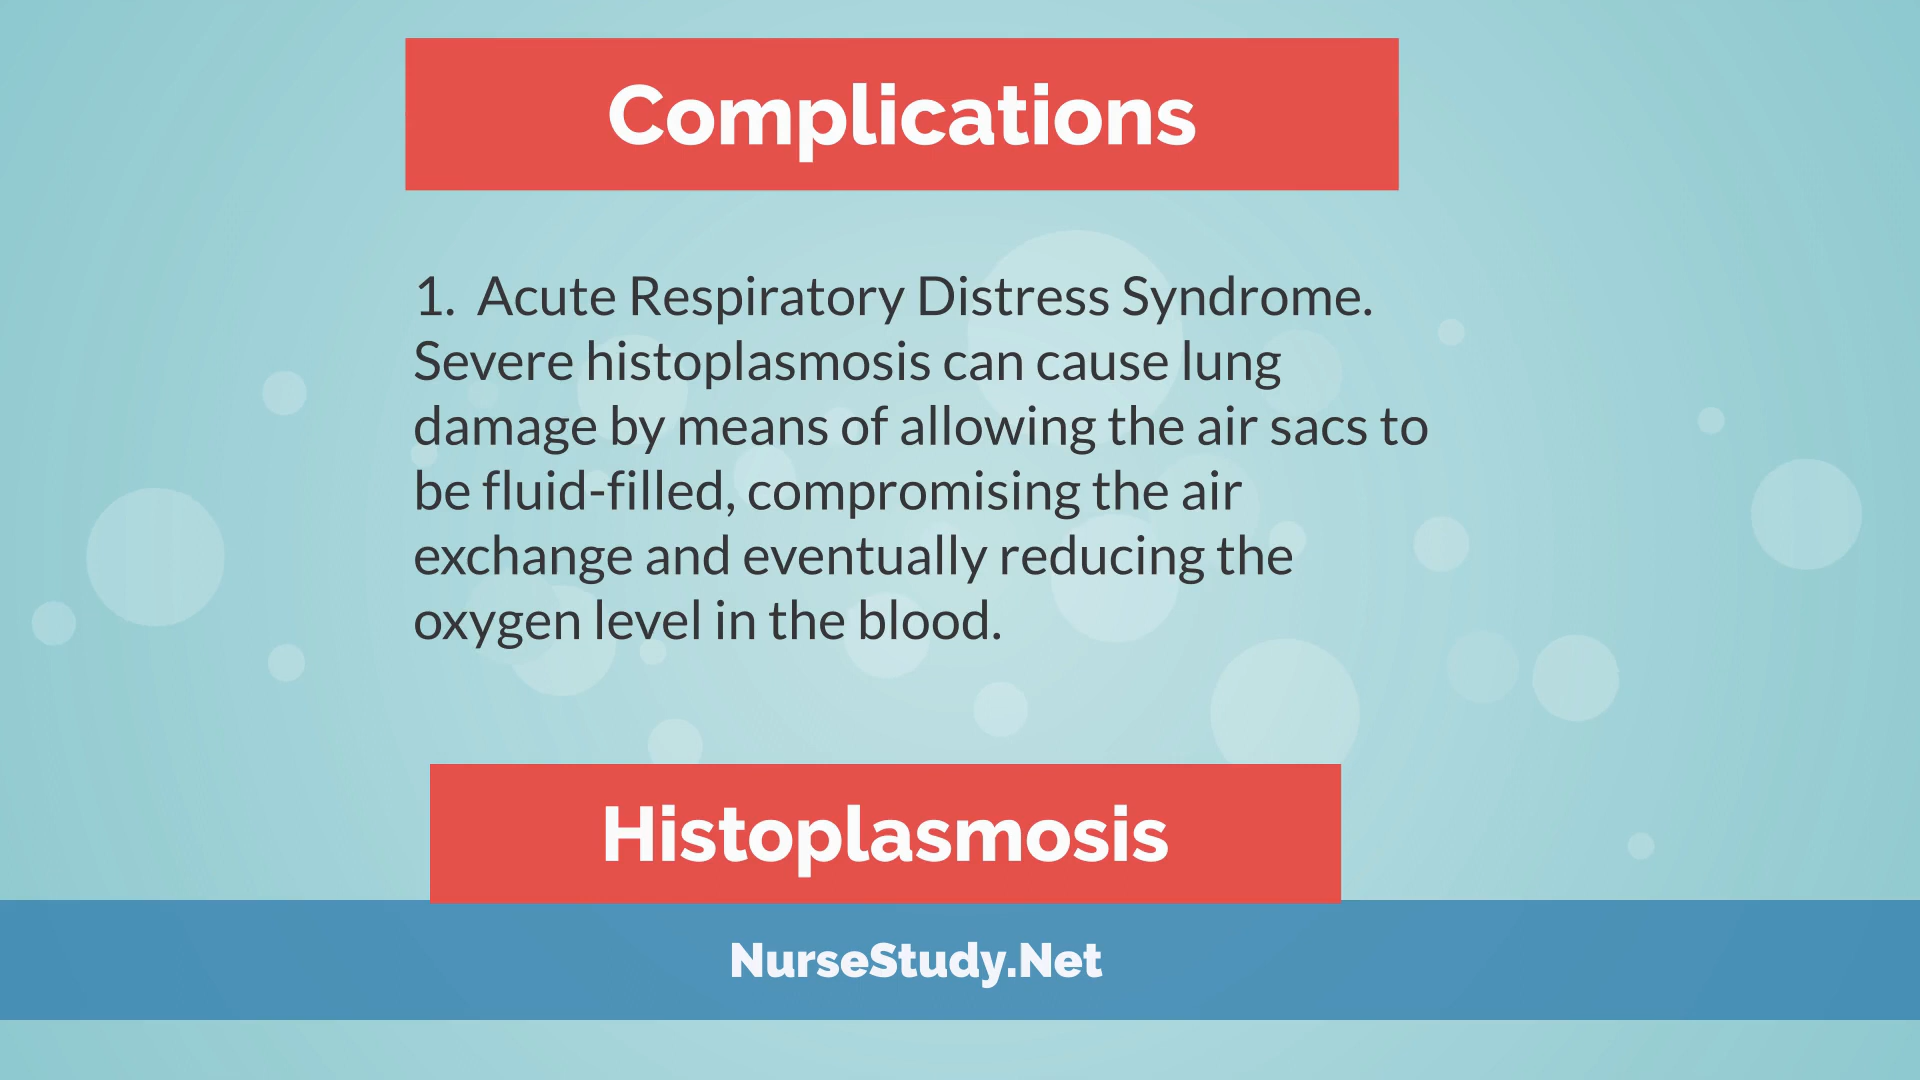 Complications
1. Acute Respiratory Distress Syndrome.
Severe histoplasmosis can cause lung
damage by means of allowing the air sacs to
be fluid-filled, compromising the air
exchange and eventually reducing the
oxygen level in the blood.
Histoplasmosis
NurseStudy.Net